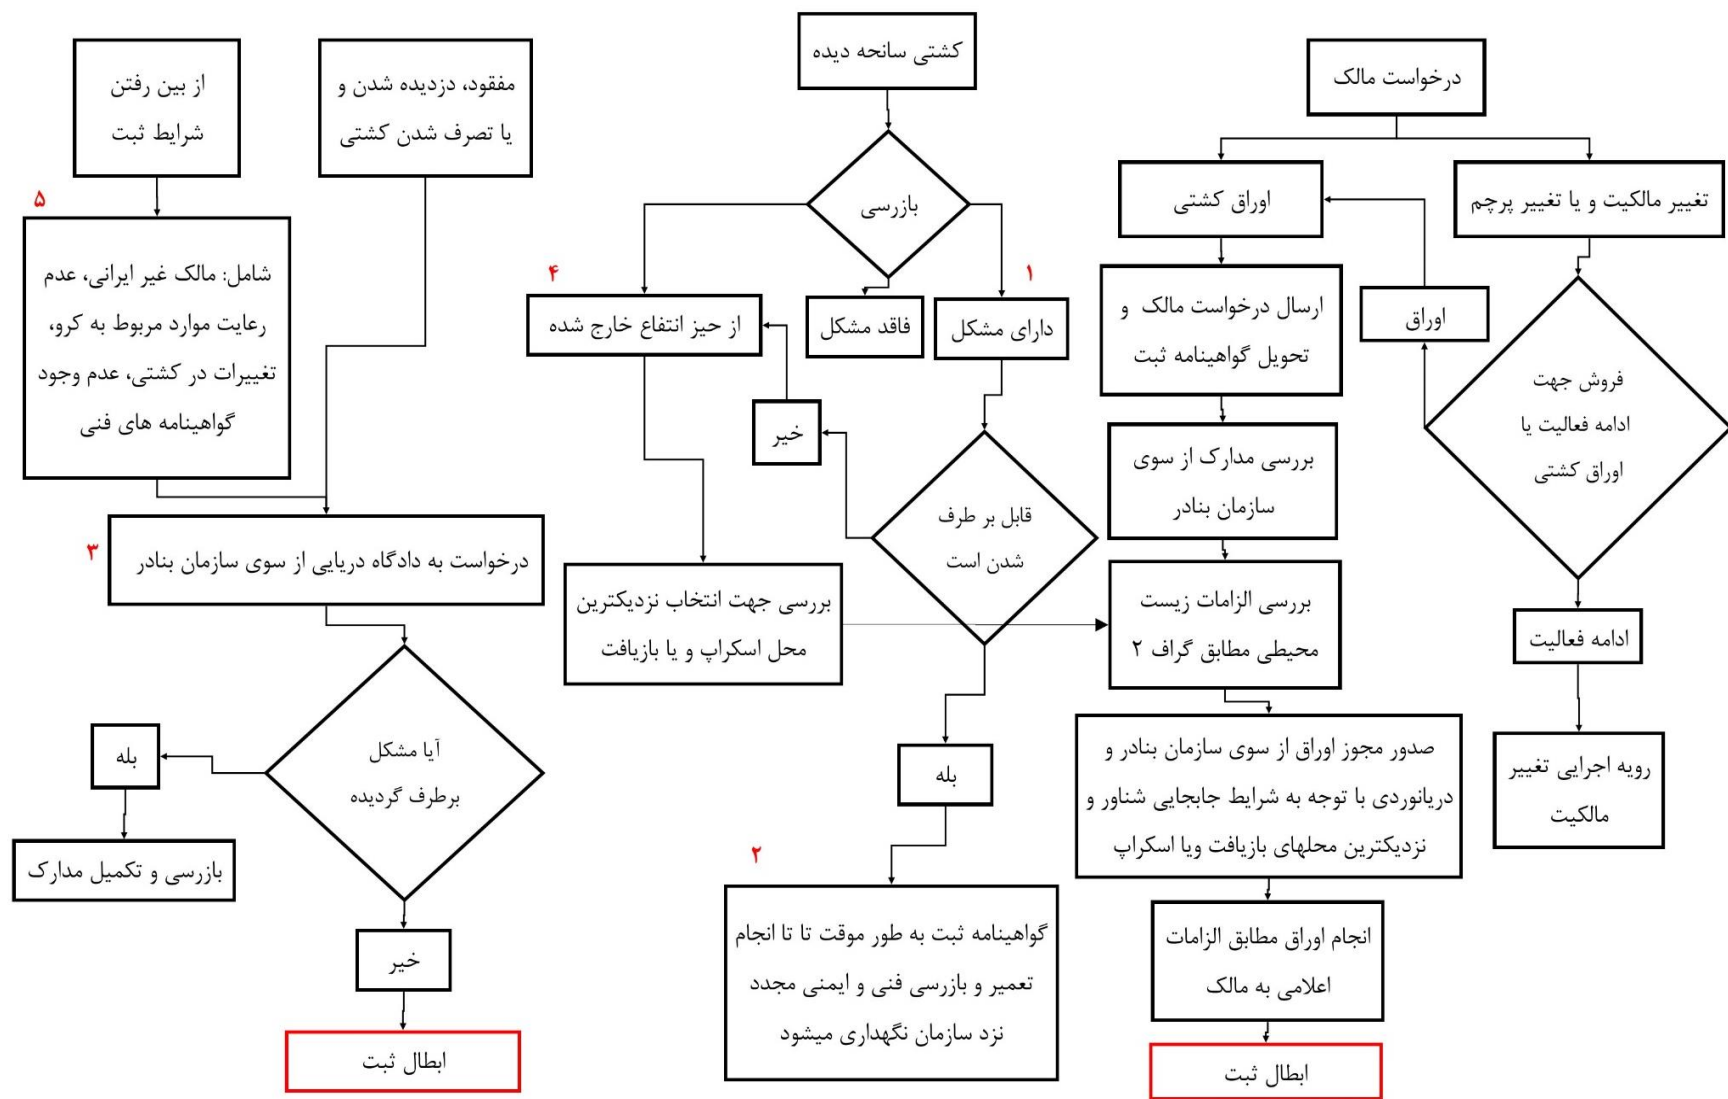 درخواست مالک
تغییر مالکیت و یا تغییر پرچم
اوراق کشتی
اوراق
ارسال درخواست مالک و
تحویل گواهینامه ثبت
فروش جهت
ادامه فعالیت یا
اوراق کشتی
بررسی مدارک از سوی
سازمان بنادر
بررسی الزامات زیست
محیطی مطابق گراف ۲
ادامه فعالیت
رویه اجرایی تغییر
مالکیت
صدور مجوز اوراق از سوی سازمان بنادر و
دریانوردی با توجه به شرایط جابجایی شناور و
نزدیکترین محلهای بازیافت ویا اسکراپ
انجام اوراق مطابق الزامات
اعلامی به مالک
ابطال ثبت
کشتی سانحه دیده
بازرسی
۱
دارای مشکل
فاقد مشکل
۴
از حیز انتفاع خارج شده
خیر
قابل بر طرف
شدن است
بررسی جهت انتخاب نزدیکترین
محل اسکراپ و یا بازیافت
بله
۲
گواهینامه ثبت به طور موقت تا تا انجام
تعمیر و بازرسی فنی و ایمنی مجدد
نزد سازمان نگهداری میشود
مفقود، دزدیده شدن و
یا تصرف شدن کشتی
از بین رفتن
شرایط ثبت
۵
شامل: مالک غیر ایرانی، عدم
رعایت موارد مربوط به کرو،
تغییرات در کشتی، عدم وجود
گواهینامه های فنی
۳
درخواست به دادگاه دریایی از سوی سازمان بنادر
آیا مشکل
برطرف گردیده
بله
بازرسی و تکمیل مدارک
خیر
ابطال ثبت